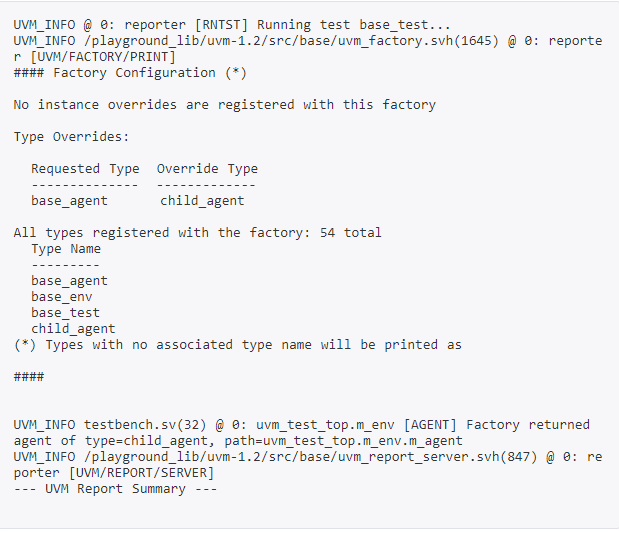 UVM_INFO @ 0: reporter [RNTST] Running test base_test...
UVM_INFO /playground_lib/uvm-1.2/src/base/uvm_factory.svh(1645) @ 0: reporte
r [UVM/FACTORY/PRINT]
#### Factory Configuration (*)
No instance overrides are registered with this factory
Type Overrides:
Requested Type  Override Type
--------------  -------------
base_agent      child_agent
All types registered with the factory: 54 total
Type Name
---------
base_agent
base_env
base_test
child_agent
(*) Types with no associated type name will be printed as
####
UVM_INFO testbench.sv(32) @ 0: uvm_test_top.m_env [AGENT] Factory returned
agent of type=child_agent, path=uvm_test_top.m_env.m_agent
UVM_INFO /playground_lib/uvm-1.2/src/base/uvm_report_server.svh(847) @ 0: re
porter [UVM/REPORT/SERVER]
--- UVM Report Summary ---